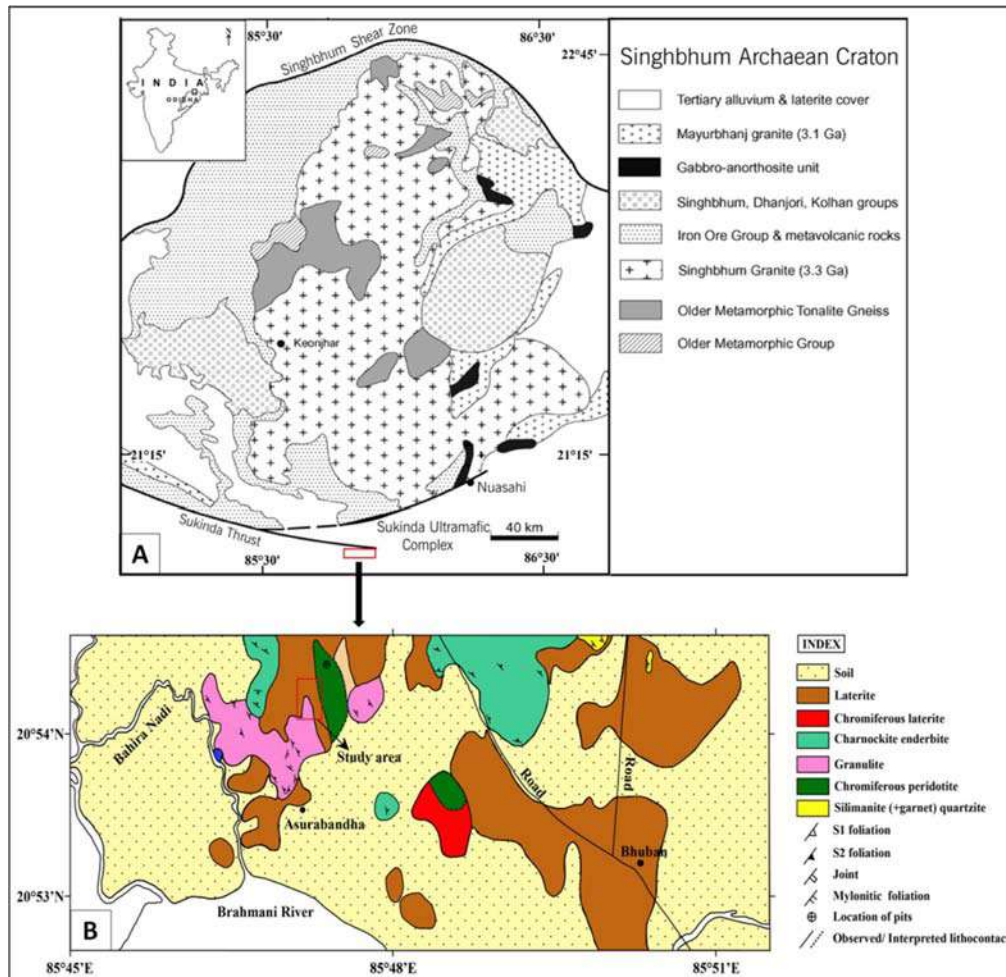 85°30'
86°30'
22°45'
N
INDIA
ODISHA
Singhbhum Shear Zone
Keonjhar
21°15'
21°15'
Nuasahi
Sukinda Thrust
Sukinda Ultramafic
Complex
40 km
A
85°30'
86°30'
Singhbhum Archaean Craton
Tertiary alluvium & laterite cover
Mayurbhanj granite (3.1 Ga)
Gabbro-anorthosite unit
Singhbhum, Dhanjori, Kolhan groups
Iron Ore Group & metavolcanic rocks
Singhbhum Granite (3.3 Ga)
Older Metamorphic Tonalite Gneiss
Older Metamorphic Group
20°54'N
20°53'N
Bahira Nadi
Study area
Asurabandha
Road
Road
Bhuban
Brahmani River
B
85°45'E
85°48'E
85°51'E
INDEX
Soil
Laterite
Chromiferous laterite
Charnockite enderbite
Granulite
Chromiferous peridotite
Silimanite (+garnet) quartzite
S1 foliation
S2 foliation
Joint
Mylonitic foliation
Location of pits
Observed/ Interpreted lithocontac